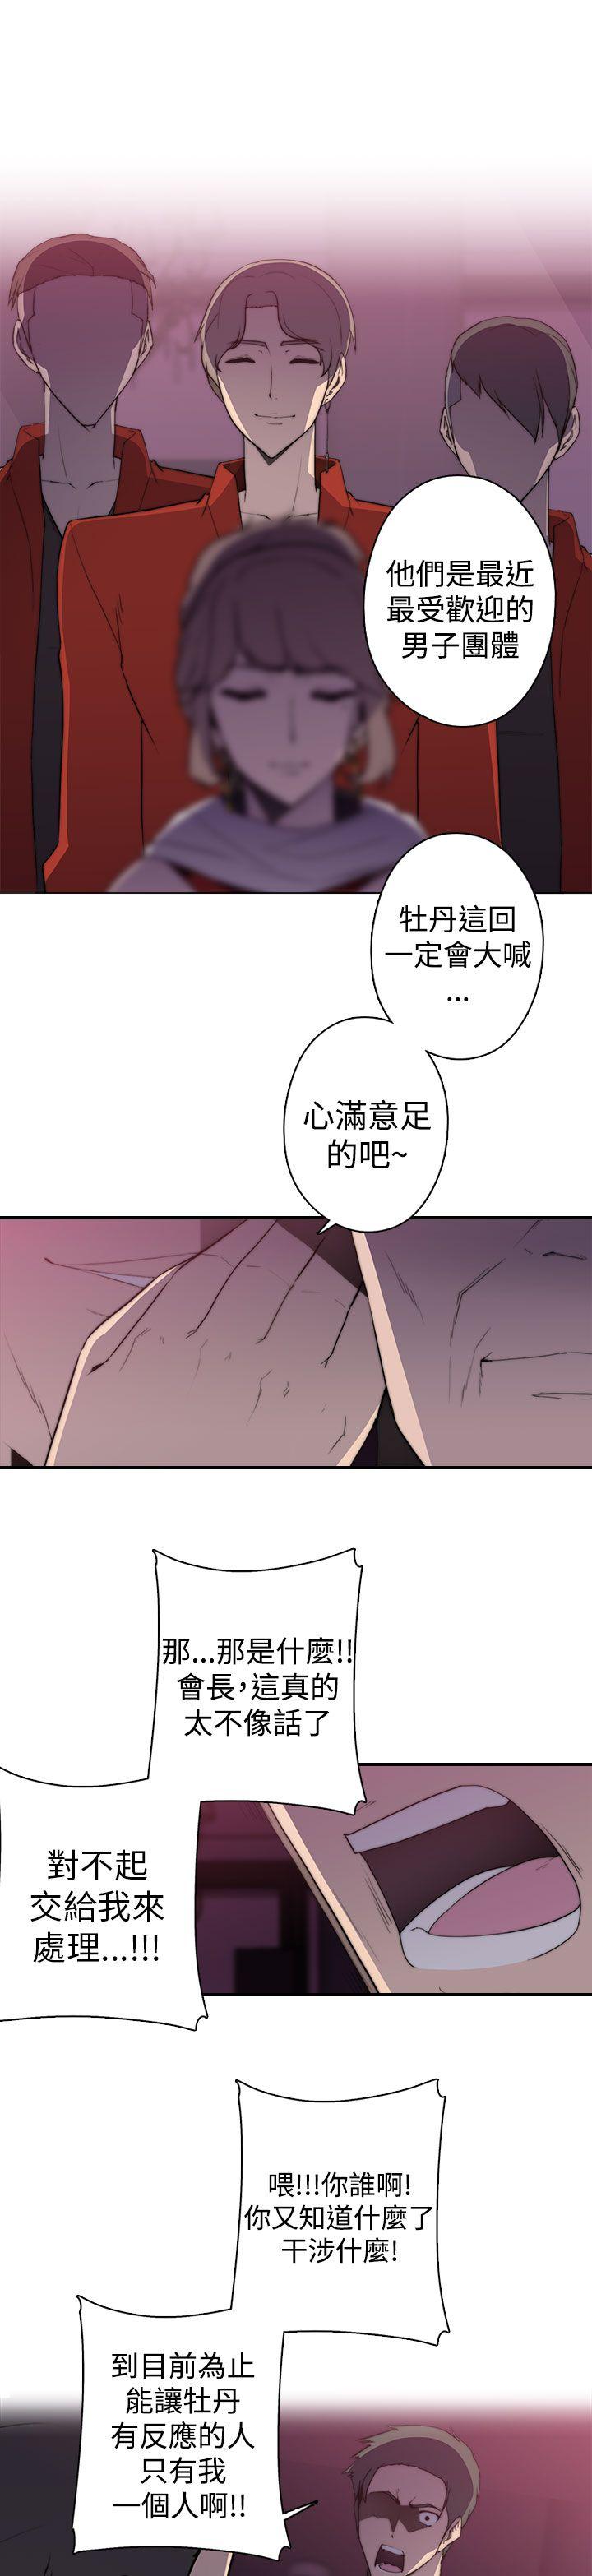 他們是最近
最受歡迎的
男子團體
牡丹這回
一定會大喊
...
心滿意足
的吧~
那...那是什麼!!
會長,這真的
太不像話了
對不起
交給我來
處理...!!!
喂!!!你誰啊!
你又知道什麼了
干涉什麼!
到目前為止
能讓牡丹
有反應的人
只有我
一個人啊!!